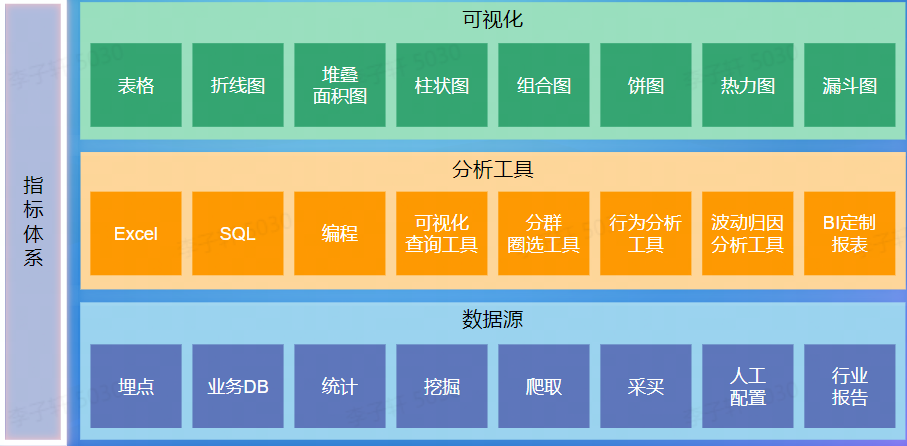 指
标
体
系
可视化
表格
折线图
堆叠
面积图
柱状图
组合图
饼图
热力图
漏斗图
分析工具
Excel
SQL
编程
可视化
查询工具
分群
圈选工具
行为分析
工具
波动归因
分析工具
BI定制
报表
数据源
埋点
业务DB
统计
挖掘
爬取
采买
人工
配置
行业
报告